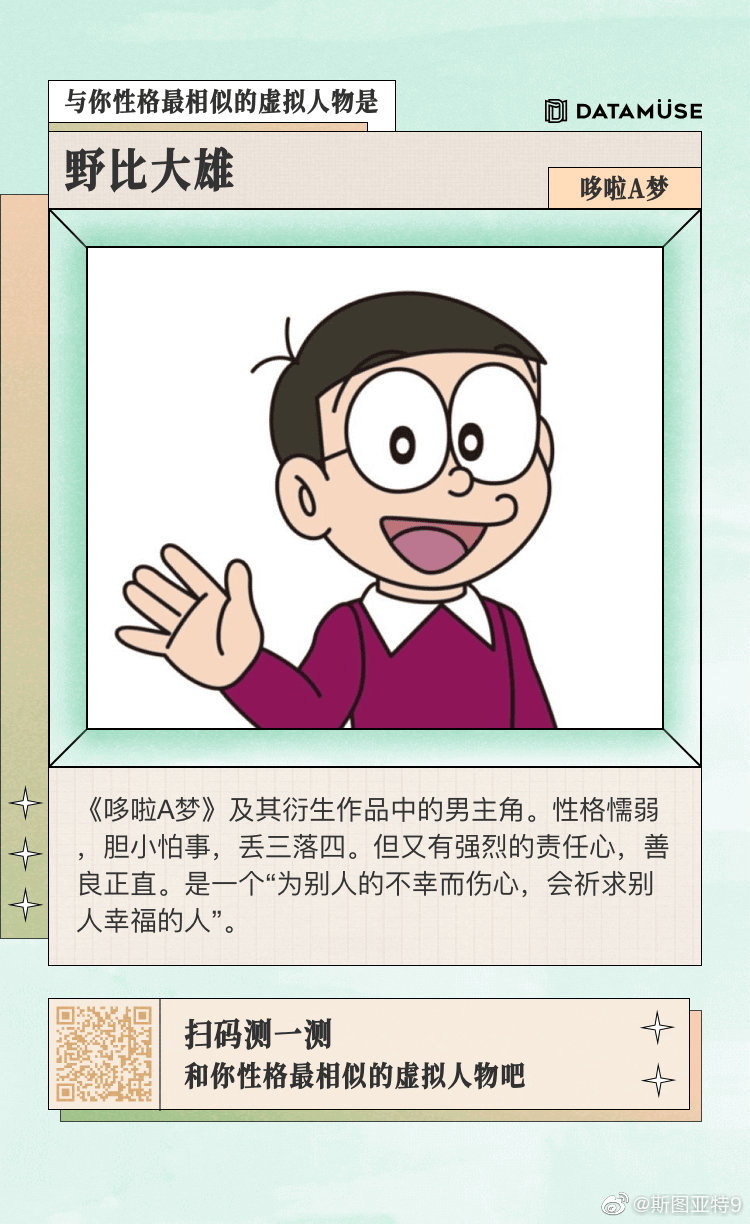 与你性格最相似的虚拟人物是
DATAMÜSE
野比大雄
哆啦A梦
《哆啦A梦》及其衍生作品中的男主角。性格懦弱
，胆小怕事，丢三落四。但又有强烈的责任心，善
良正直。是一个“为别人的不幸而伤心，会祈求别
人幸福的人”。
扫码测一测
和你性格最相似的虚拟人物吧
@斯图亚特9